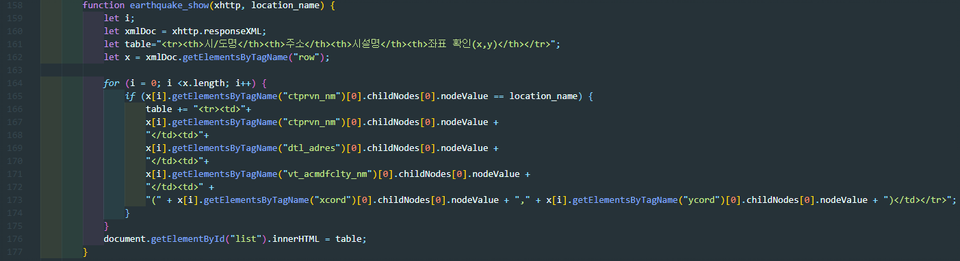 158 function earthquake_show(xhttp, location_name) {
159 let i;
160 let xmlDoc = xhttp.responseXML;
161 let table="<tr><th>시/도명</th><th>주소</th><th>시설명</th><th>좌표 확인(x,y)</th></tr>";
162 let x = xmlDoc.getElementsByTagName("row");
163
164 for (i = 0; i <x.length; i++) {
165 if (x[i].getElementsByTagName("ctprvn_nm")[0].childNodes[0].nodeValue == location_name) {
166 table += "<tr><td>"+
167 x[i].getElementsByTagName("ctprvn_nm")[0].childNodes[0].nodeValue +
168 "</td><td>"+
169 x[i].getElementsByTagName("dtl_adres")[0].childNodes[0].nodeValue +
170 "</td><td>"+
171 x[i].getElementsByTagName("vt_acmdfclty_nm")[0].childNodes[0].nodeValue +
172 "</td><td>" +
173 "(" + x[i].getElementsByTagName("xcord")[0].childNodes[0].nodeValue + "," + x[i].getElementsByTagName("ycord")[0].childNodes[0].nodeValue + ")</td></tr>";
174 }
175 }
176 document.getElementById("list").innerHTML = table;
177 }